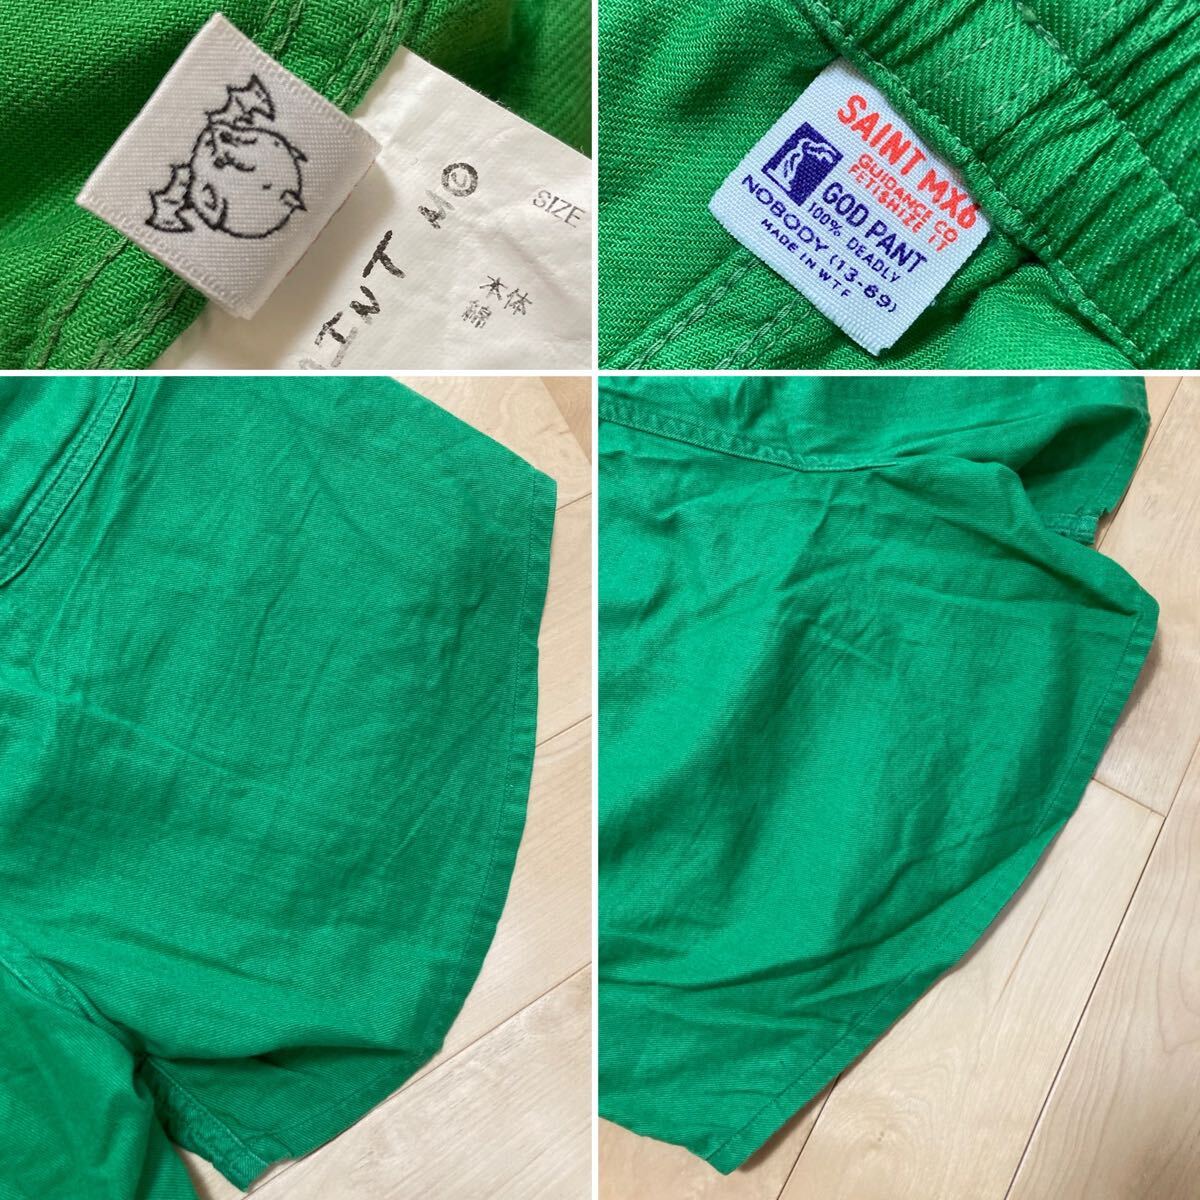 INT M©
SIZE
本体
綿
SAINT MX6
GUIDANCE CO
FETISHIZE IT
GOD PANT
100% DEADLY
NOBODY (13-69)
MADE IN WTF